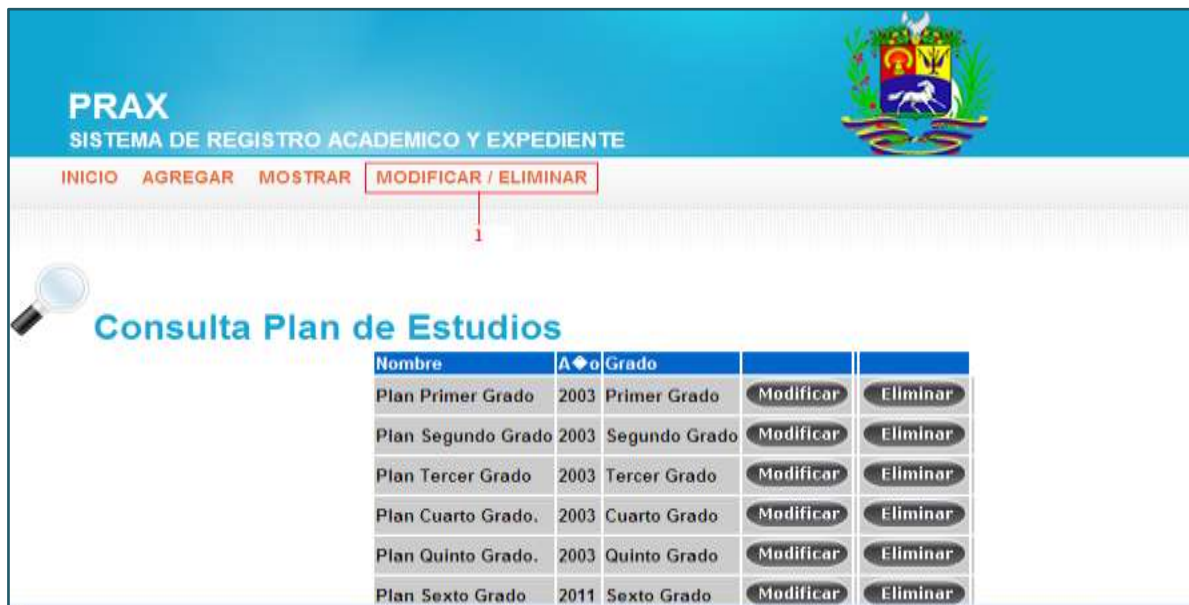 PRAX
SISTEMA DE REGISTRO ACADEMICO Y EXPEDIENTE
INICIO AGREGAR MOSTRAR MODIFICAR / ELIMINAR
1
Consulta Plan de Estudios
Nombre A�o Grado
Plan Primer Grado 2003 Primer Grado Modificar Eliminar
Plan Segundo Grado 2003 Segundo Grado Modificar Eliminar
Plan Tercer Grado 2003 Tercer Grado Modificar Eliminar
Plan Cuarto Grado. 2003 Cuarto Grado Modificar Eliminar
Plan Quinto Grado. 2003 Quinto Grado Modificar Eliminar
Plan Sexto Grado 2011 Sexto Grado Modificar Eliminar